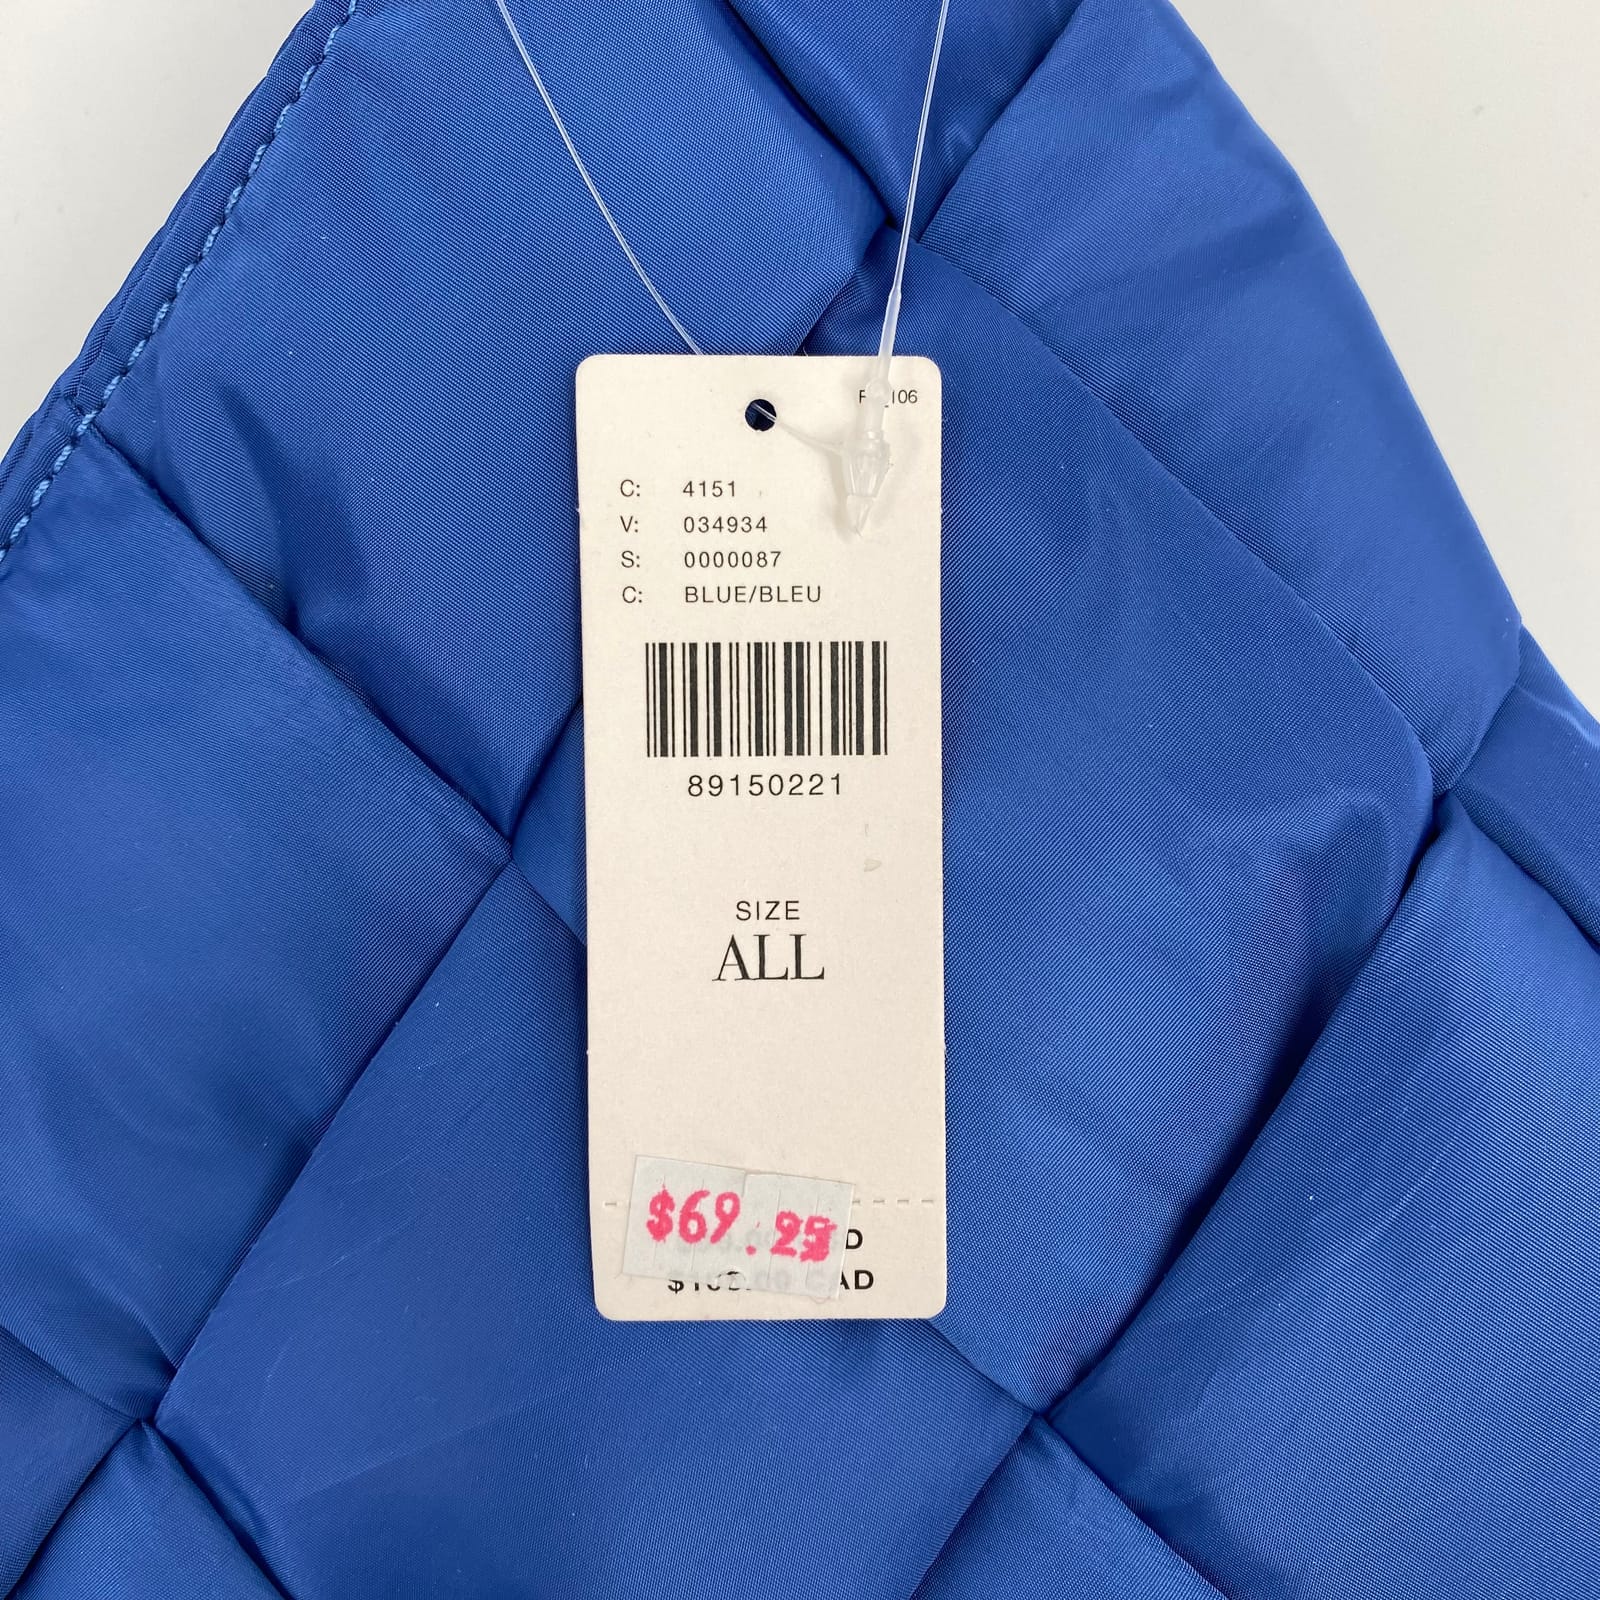 C: 4151
V: 034934
S: 0000087
C: BLUE/BLEU
89150221
SIZE
ALL
$69.25